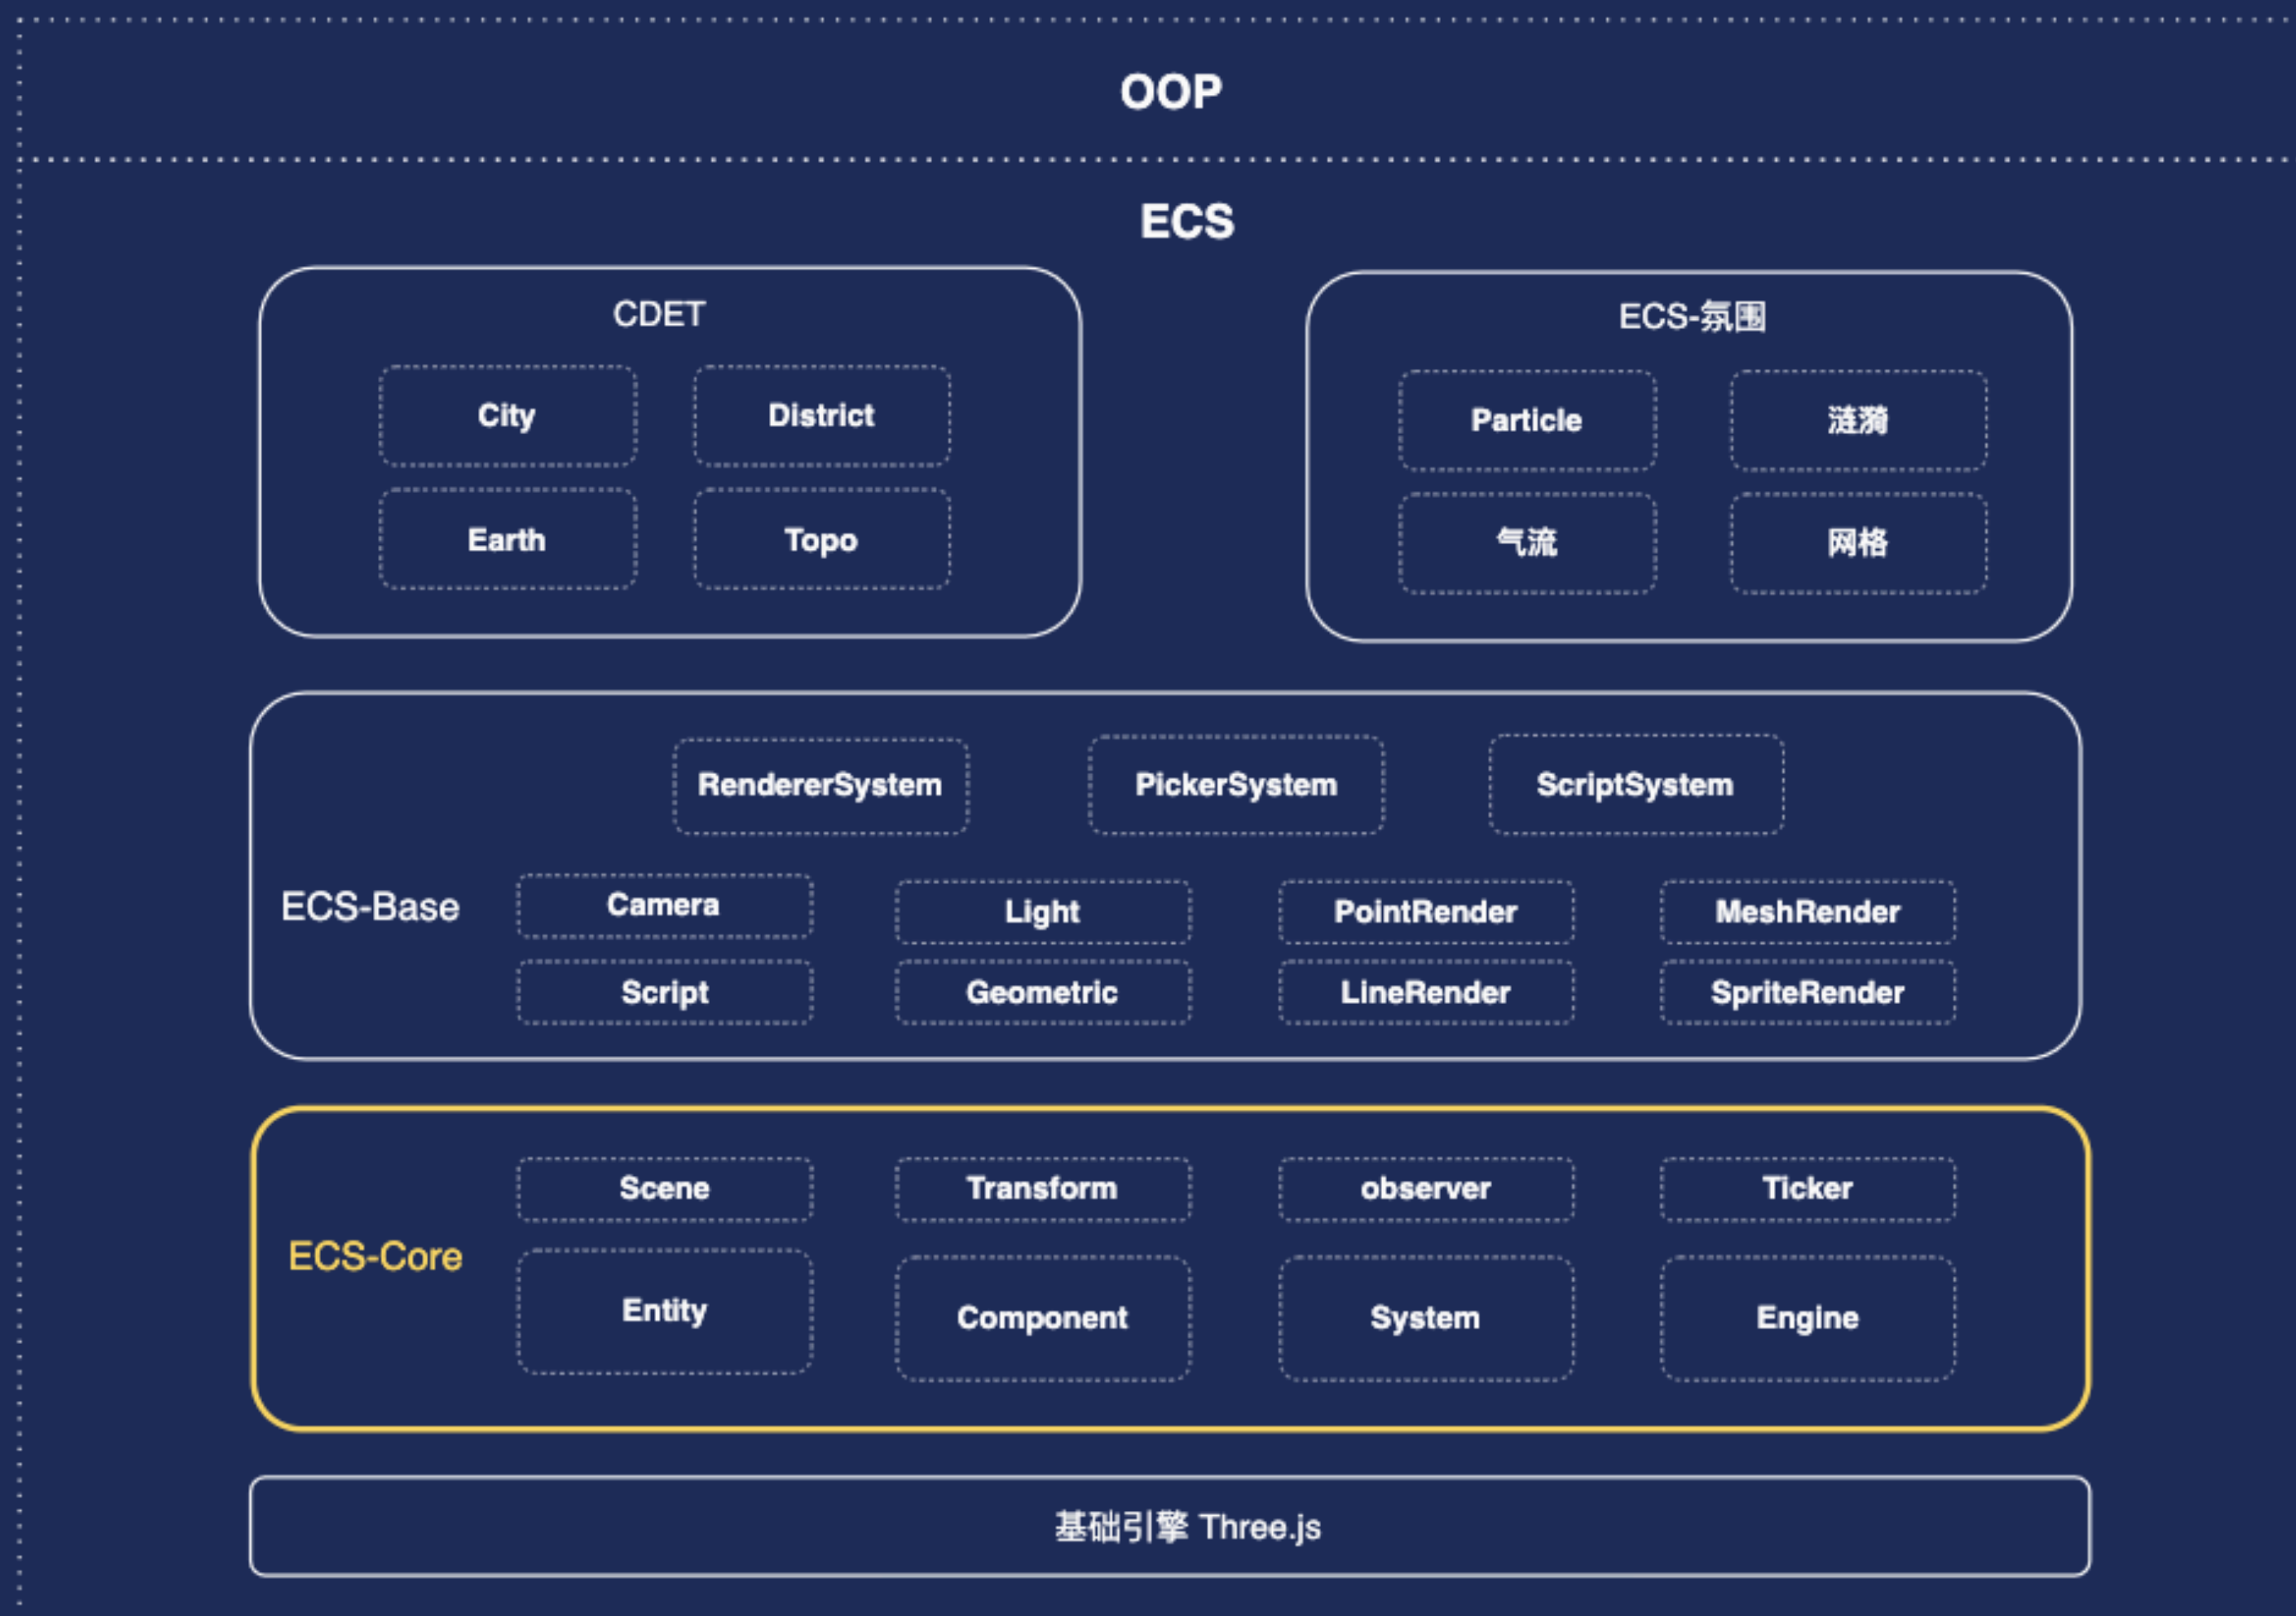 OOP
ECS
CDET
City
District
Earth
Topo
ECS-氛围
Particle
涟漪
气流
网格
RendererSystem
PickerSystem
ScriptSystem
ECS-Base
Camera
Light
PointRender
MeshRender
Script
Geometric
LineRender
SpriteRender
ECS-Core
Scene
Transform
observer
Ticker
Entity
Component
System
Engine
基础引擎 Three.js